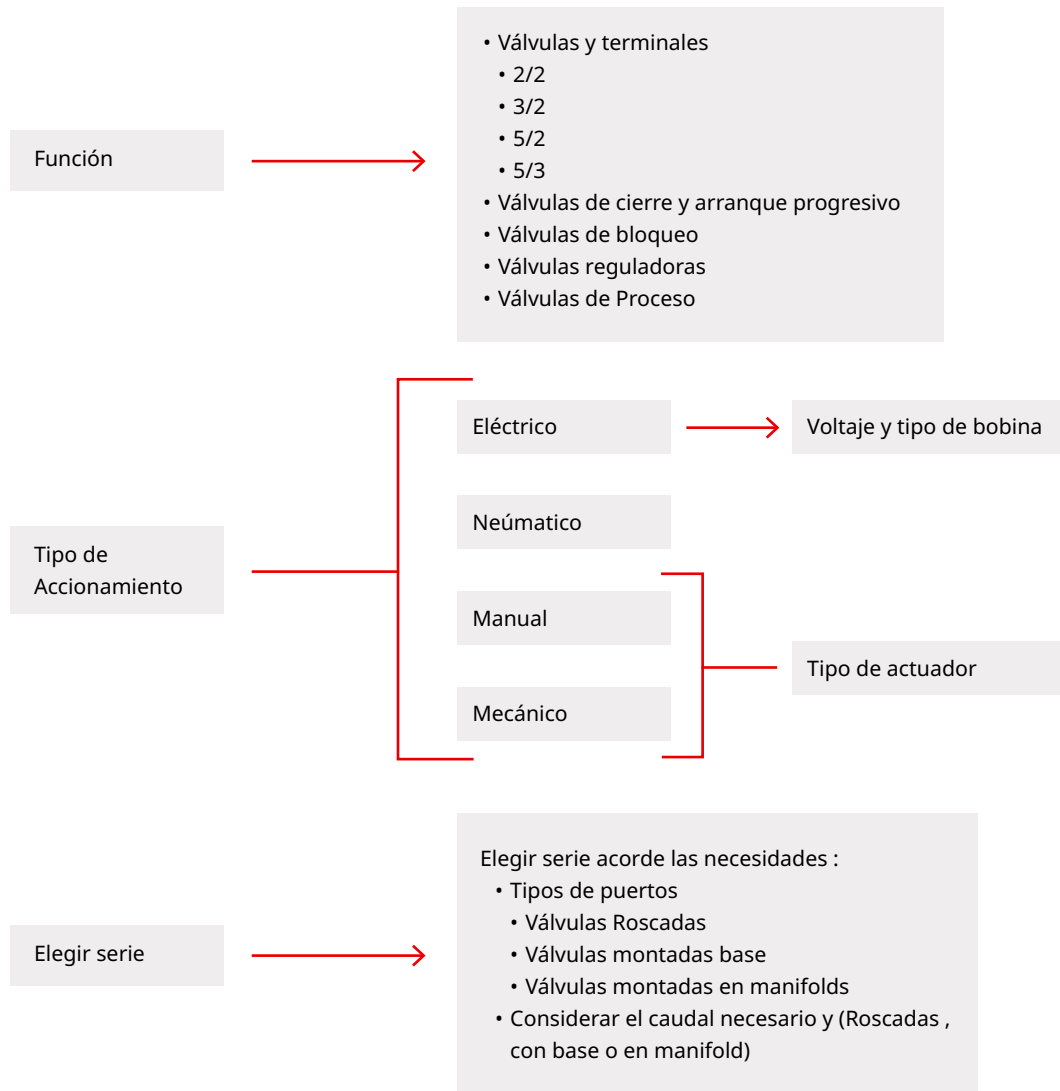 • Válvulas y terminales
• 2/2
• 3/2
• 5/2
• 5/3
• Válvulas de cierre y arranque progresivo
• Válvulas de bloqueo
• Válvulas reguladoras
• Válvulas de Proceso
Función
Eléctrico
Voltaje y tipo de bobina
Neúmatico
Tipo de
Accionamiento
Manual
Mecánico
Tipo de actuador
Elegir serie
Elegir serie acorde las necesidades :
• Tipos de puertos
• Válvulas Roscadas
• Válvulas montadas base
• Válvulas montadas en manifolds
• Considerar el caudal necesario y (Roscadas ,
con base o en manifold)